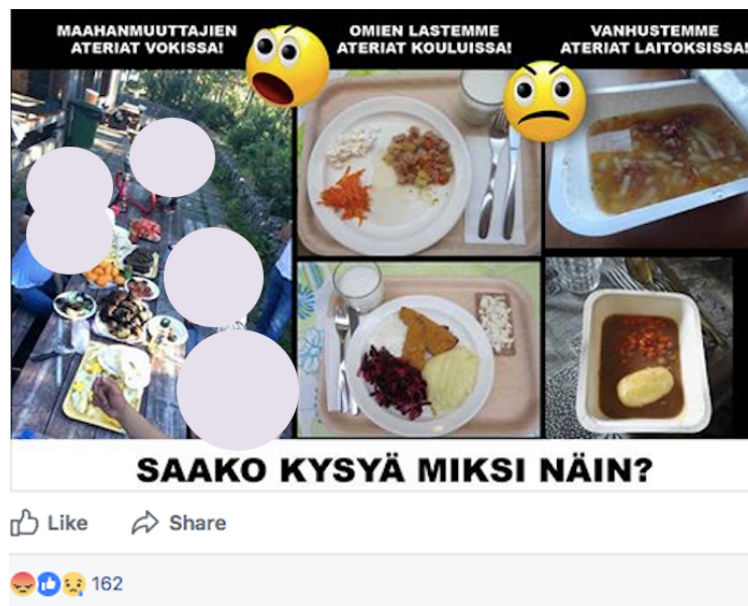 MAAHANMUUTTAJIEN
ATERIAT VOKISSA!
OMIEN LASTEMME
ATERIAT KOULUISSA!
VANHUSTEMME
ATERIAT LAITOKSISSA!
SAAKO KYSYÄ MIKSI NÄIN?
Like Share
162